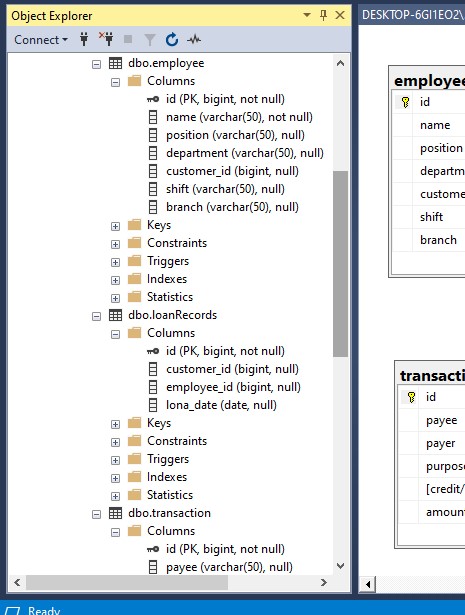 Object Explorer
Connect
dbo.employee
Columns
id (PK, bigint, not null)
name (varchar(50), not null)
position (varchar(50), null)
department (varchar(50), null)
customer_id (bigint, null)
shift (varchar(50), null)
branch (varchar(50), null)
Keys
Constraints
Triggers
Indexes
Statistics
dbo.loanRecords
Columns
id (PK, bigint, not null)
customer_id (bigint, null)
employee_id (bigint, null)
lona_date (date, null)
Keys
Constraints
Triggers
Indexes
Statistics
dbo.transaction
Columns
id (PK, bigint, not null)
payee (varchar(50), null)
DESKTOP-6GI1EO2\
employee
id
name
position
departm
custome
shift
branch
transacti
id
payee
payer
purpose
[credit/
amount
Ready